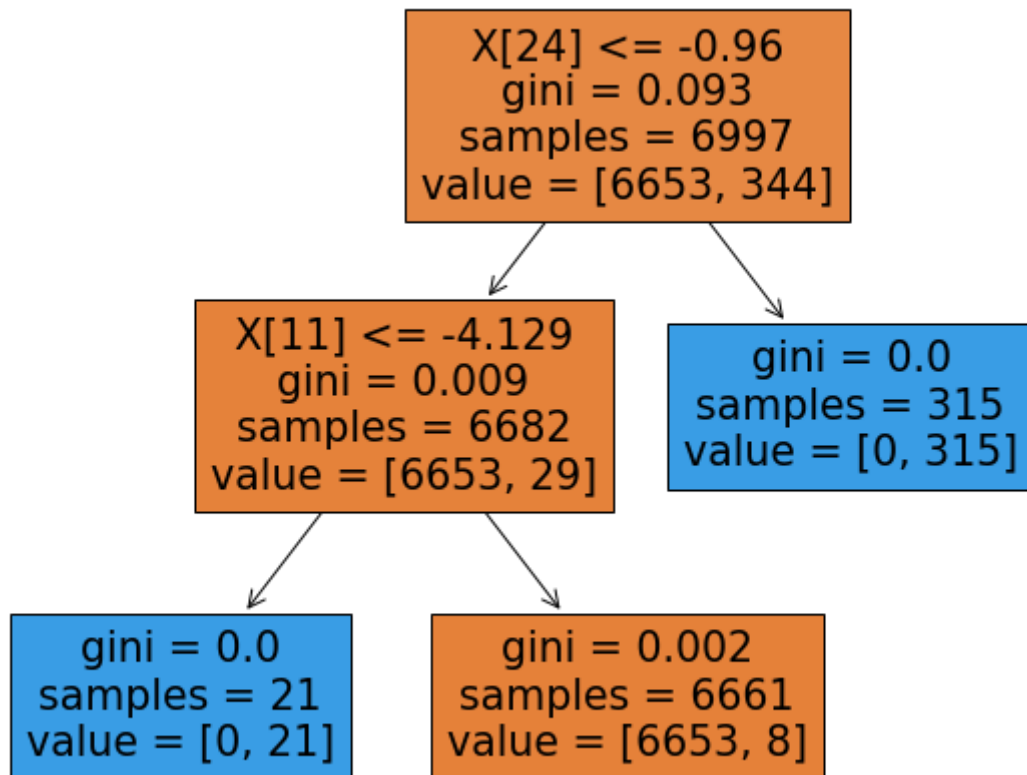 X[24] <= -0.96
gini = 0.093
samples = 6997
value = [6653, 344]
X[11] <= -4.129
gini = 0.009
samples = 6682
value = [6653, 29]
gini = 0.0
samples = 315
value = [0, 315]
gini = 0.0
samples = 21
value = [0, 21]
gini = 0.002
samples = 6661
value = [6653, 8]